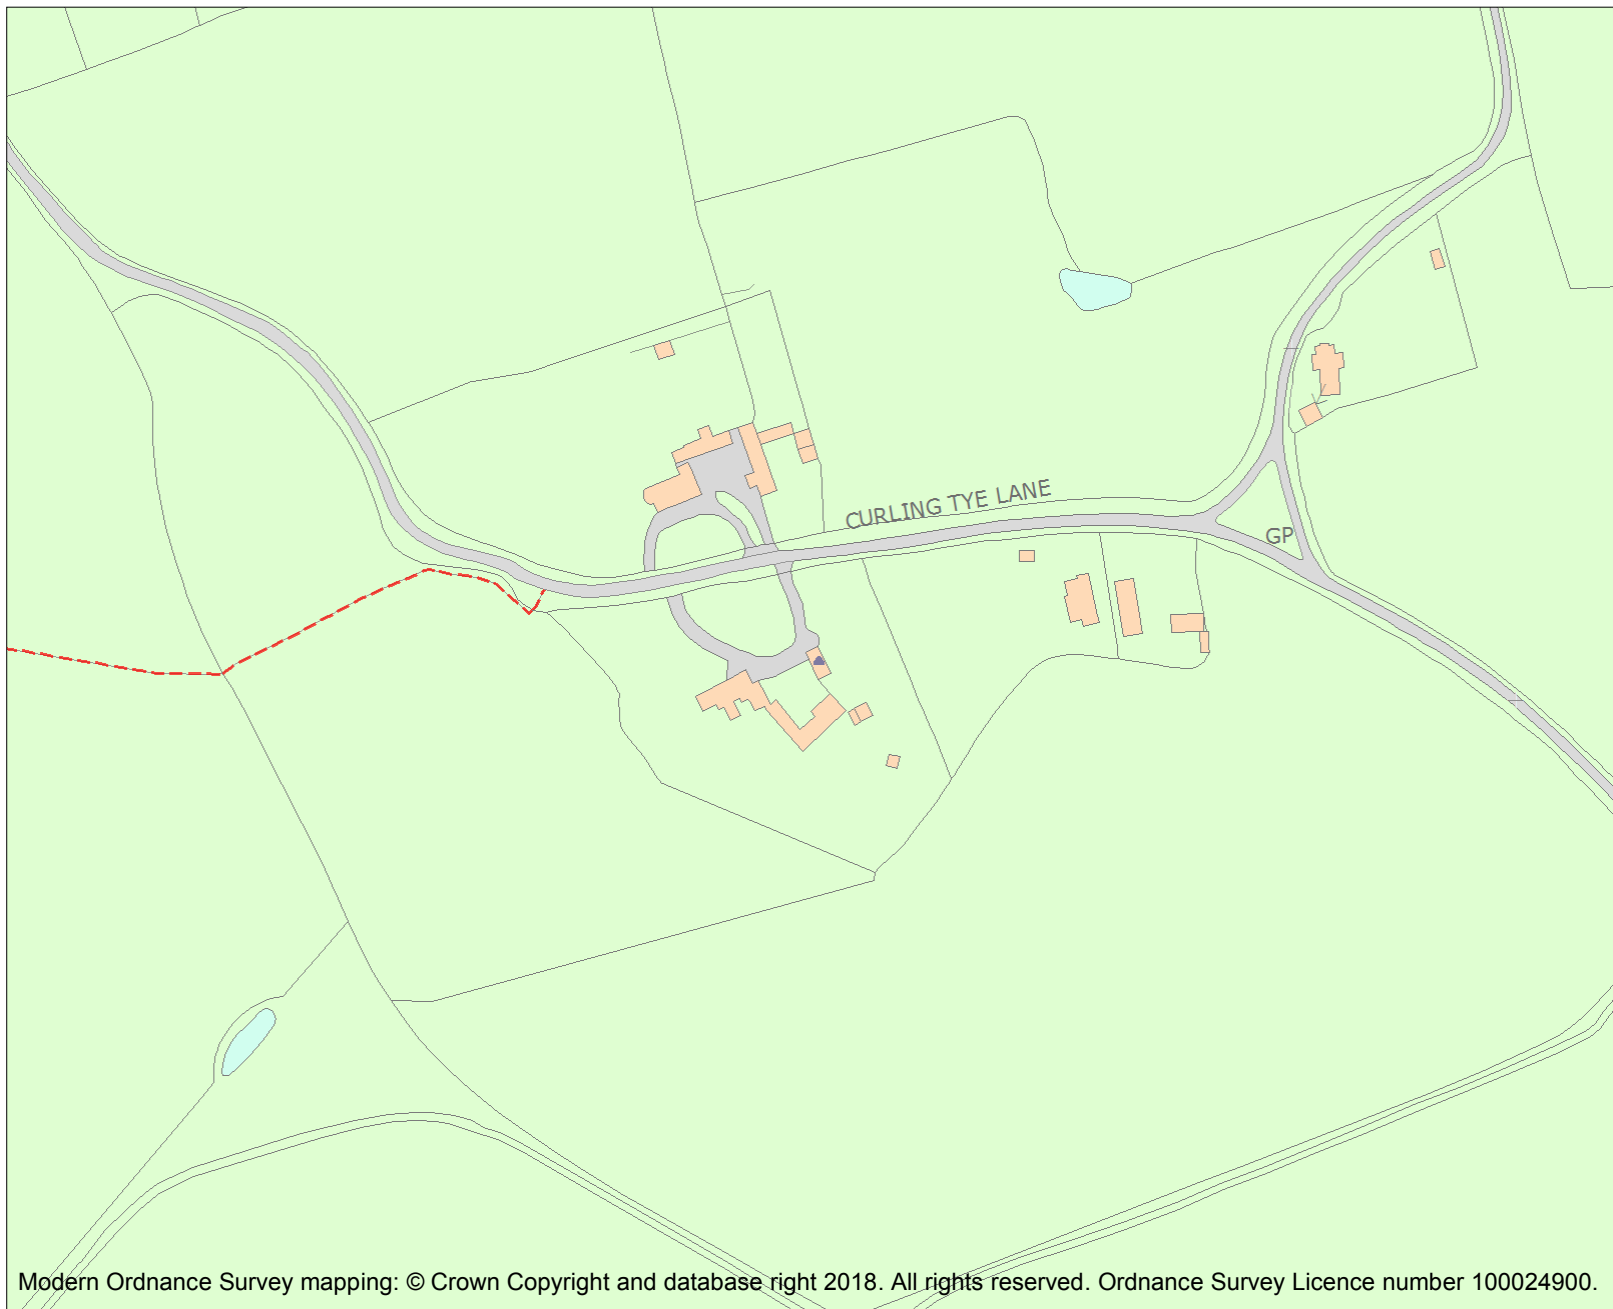 CURLING TYE LANE
GP
Modern Ordnance Survey mapping: © Crown Copyright and database right 2018. All rights reserved. Ordnance Survey Licence number 100024900.